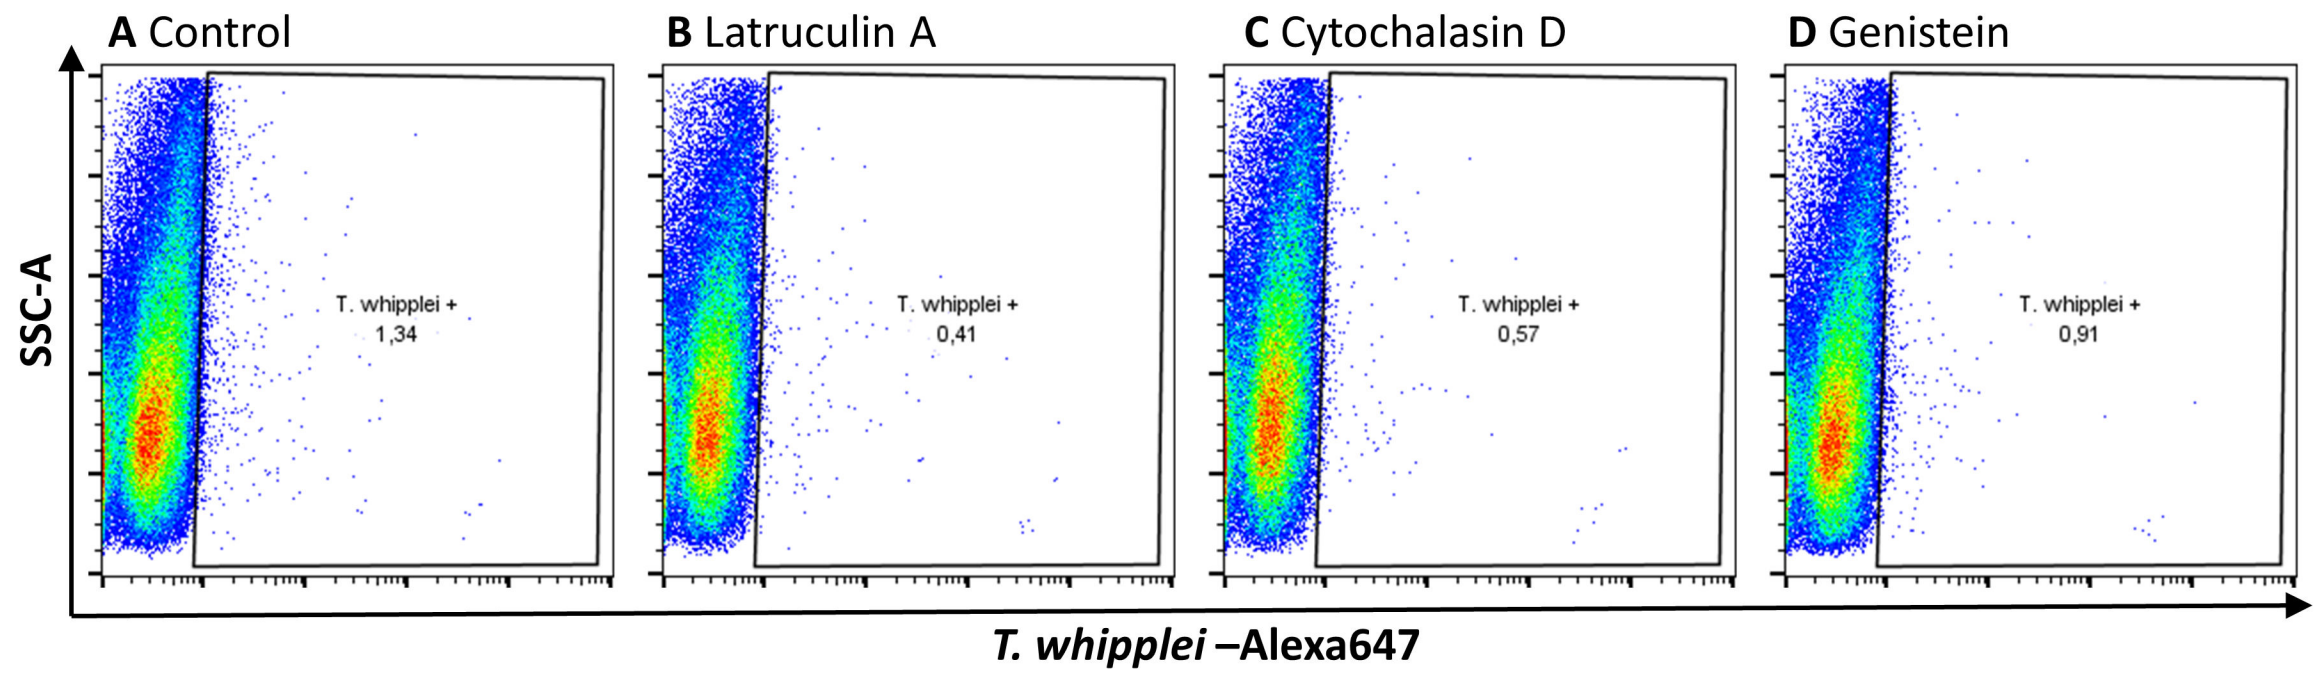 A Control
B Latruculin A
C Cytochalasin D
D Genistein
SSC-A
T. whipplei +
1,34
T. whipplei +
0,41
T. whipplei +
0,57
T. whipplei +
0,91
T. whipplei –Alexa647